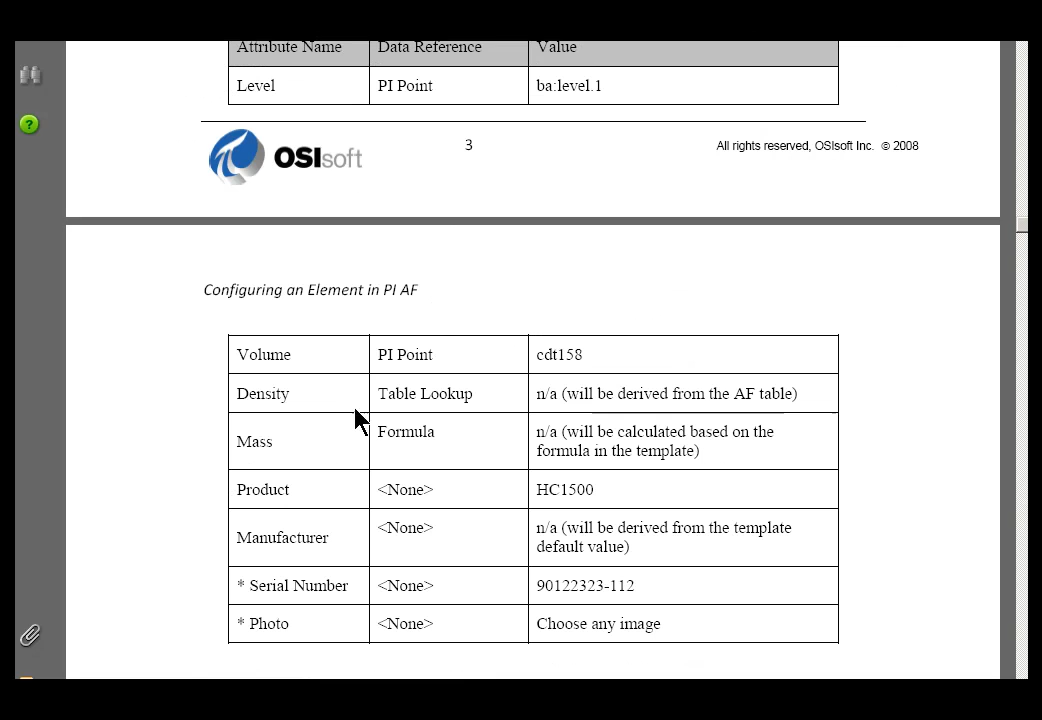 Attribute Name Data Reference Value
Level PI Point ba:level.1
OSIsoft 3 All rights reserved, OSIsoft Inc. © 2008
Configuring an Element in PI AF
Volume PI Point cdt158
Density Table Lookup n/a (will be derived from the AF table)
Mass Formula n/a (will be calculated based on the
formula in the template)
Product <None> HC1500
Manufacturer <None> n/a (will be derived from the template
default value)
* Serial Number <None> 90122323-112
* Photo <None> Choose any image